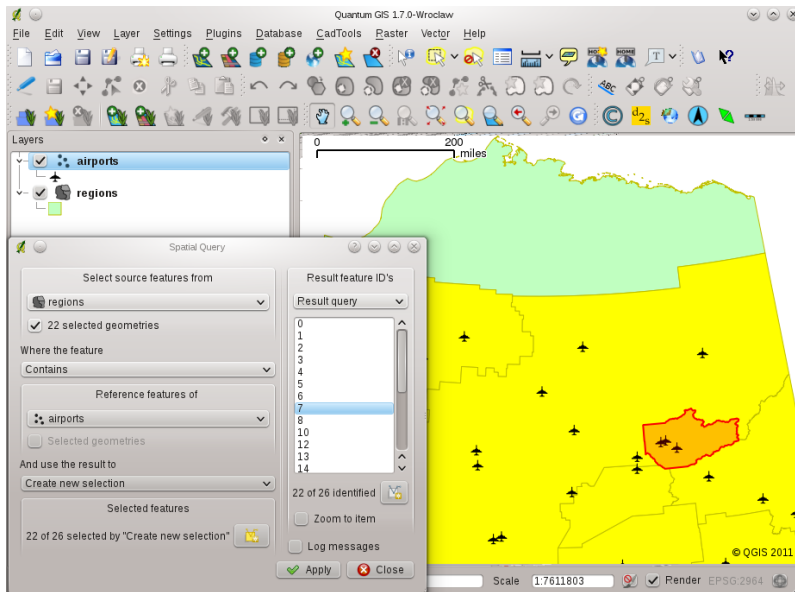 Quantum GIS 1.7.0-Wroclaw
File Edit View Layer Settings Plugins Database CadTools Raster Vector Help
ABC
T
d2s
C
Layers
airports
regions
0 200
miles
Spatial Query
Select source features from
regions
22 selected geometries
Where the feature
Contains
Reference features of
airports
Selected geometries
And use the result to
Create new selection
Selected features
22 of 26 selected by "Create new selection"
Result feature ID's
Result query
0
1
2
3
4
5
6
7
8
10
12
13
14
22 of 26 identified
Zoom to item
Log messages
Apply Close
© QGIS 2011
Scale 1:7611803 Render EPSG:2964